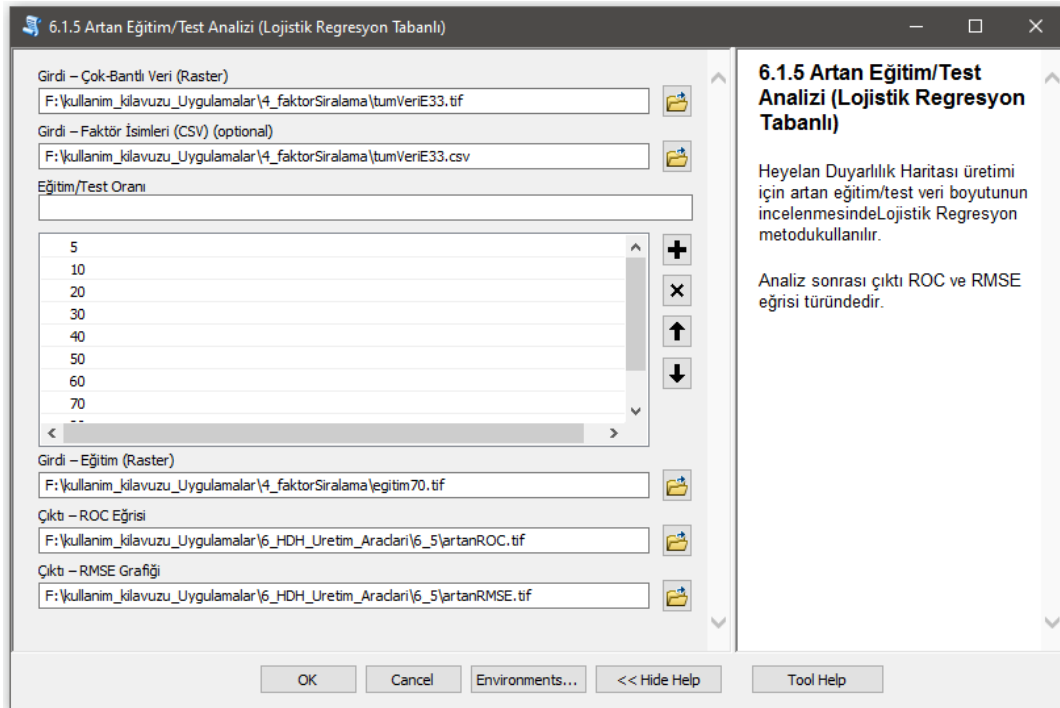 6.1.5 Artan Eğitim/Test Analizi (Lojistik Regresyon Tabanlı)
Girdi – Çok-Bantlı Veri (Raster)
F:\kullanim_kilavuzu_Uygulamalar\4_faktorSiralama\tumVeriE33.tif
Girdi – Faktör İsimleri (CSV) (optional)
F:\kullanim_kilavuzu_Uygulamalar\4_faktorSiralama\tumVeriE33.csv
Eğitim/Test Oranı
5
10
20
30
40
50
60
70
Girdi – Eğitim (Raster)
F:\kullanim_kilavuzu_Uygulamalar\4_faktorSiralama\egitim70.tif
Çıktı – ROC Eğrisi
F:\kullanim_kilavuzu_Uygulamalar\6_HDH_Uretim_Araclari\6_5\artanROC.tif
Çıktı – RMSE Grafiği
F:\kullanim_kilavuzu_Uygulamalar\6_HDH_Uretim_Araclari\6_5\artanRMSE.tif
6.1.5 Artan Eğitim/Test
Analizi (Lojistik Regresyon
Tabanlı)
Heyelan Duyarlılık Haritası üretimi
için artan eğitim/test veri boyutunun
incelenmesindeLojistik Regresyon
metodukullanılır.
Analiz sonrası çıktı ROC ve RMSE
eğrisi türündedir.
OK
Cancel
Environments...
<< Hide Help
Tool Help